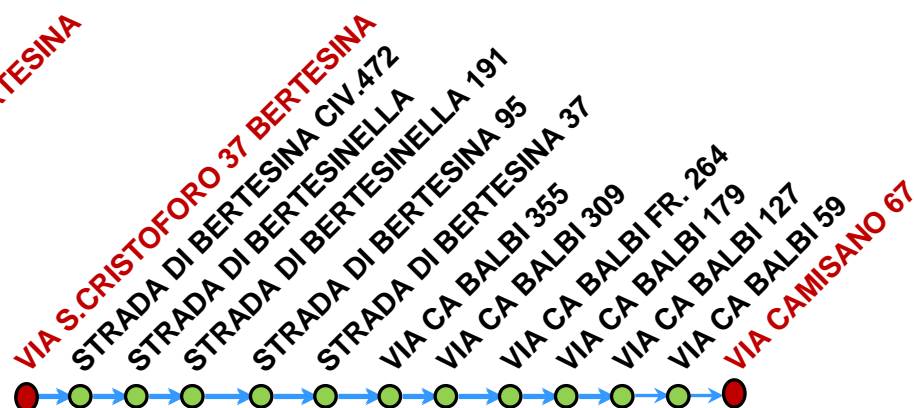 VIA S.CRISTOFORO 37 BERTESINA
STRADA DI BERTESINA CIV.472
STRADA DI BERTESINELLA
STRADA DI BERTESINELLA 191
STRADA DI BERTESINA 95
STRADA DI BERTESINA 37
VIA CA BALBI 355
VIA CA BALBI 309
VIA CA BALBI FR. 264
VIA CA BALBI 179
VIA CA BALBI 127
VIA CA BALBI 59
VIA CAMISANO 67